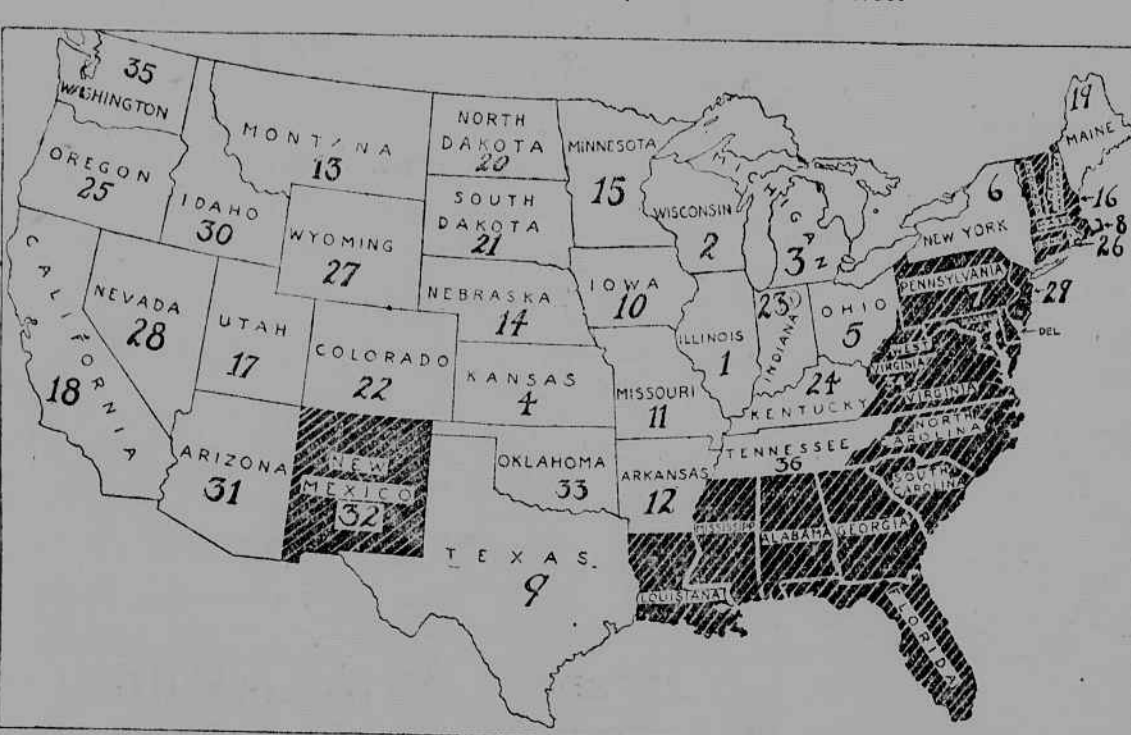 35
WASHINGTON
OREGON
25
CALIFORNIA
18
NEVADA
28
IDAHO
30
MONTANA
13
WYOMING
27
UTAH
17
COLORADO
22
ARIZONA
31
NEW
MEXICO
32
NORTH
DAKOTA
20
SOUTH
DAKOTA
21
NEBRASKA
14
KANSAS
4
OKLAHOMA
33
TEXAS.
9
MINNESOTA
15
IOWA
10
MISSOURI
11
ARKANSAS
12
LOUISIANA
WISCONSIN
2
ILLINOIS
1
MICHIGAN
3
23
INDIANA
OHIO
5
24
KENTUCKY
TENNESSEE
36
MISSISSIPPI
ALABAMA
GEORGIA
FLORIDA
SOUTH
CAROLINA
NORTH
CAROLINA
VIRGINIA
WEST
VIRGINIA
PENNSYLVANIA
7
6
NEW YORK
19
MAINE
16
8
26
29
DEL